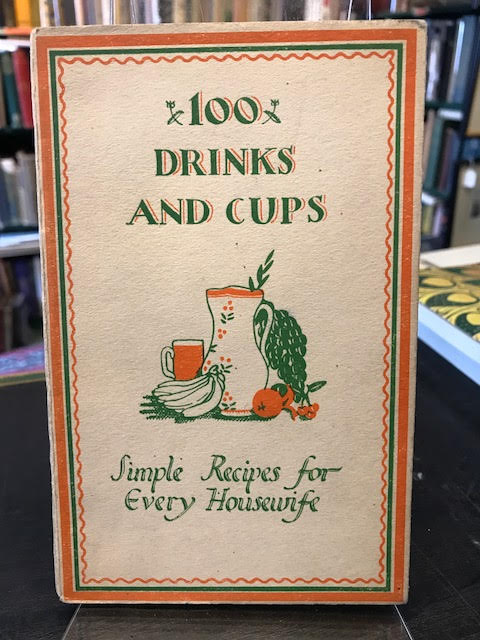 100
DRINKS
AND CUPS
Simple Recipes for
Every Housewife